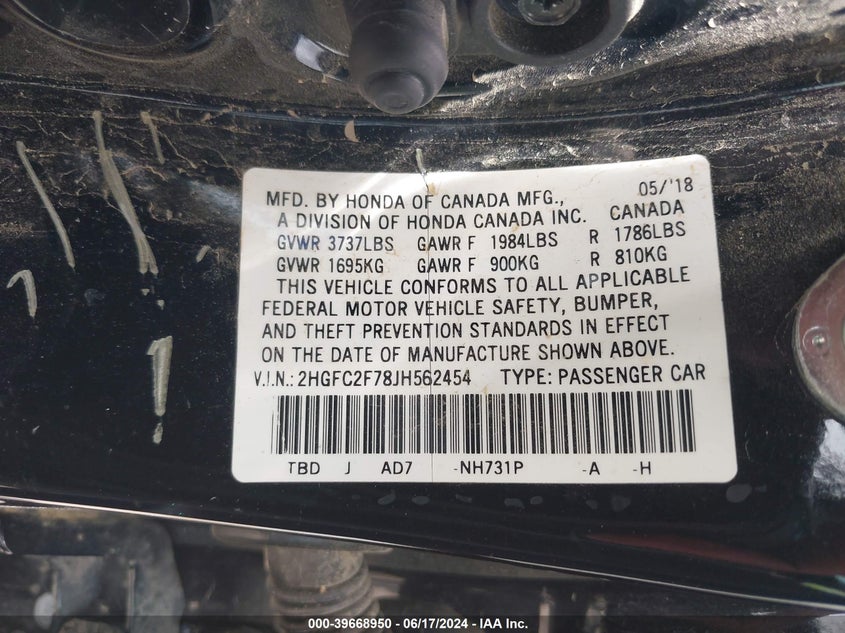 MFD. BY HONDA OF CANADA MFG., 05/'18
A DIVISION OF HONDA CANADA INC. CANADA
GVWR 3737LBS GAWR F 1984LBS R 1786LBS
GVWR 1695KG GAWR F 900KG R 810KG
THIS VEHICLE CONFORMS TO ALL APPLICABLE
FEDERAL MOTOR VEHICLE SAFETY, BUMPER,
AND THEFT PREVENTION STANDARDS IN EFFECT
ON THE DATE OF MANUFACTURE SHOWN ABOVE.
V.I.N.: 2HGFC2F78JH562454 TYPE: PASSENGER CAR
TBD J AD7 -NH731P -A -H
000-39668950 - 06/17/2024 - IAA Inc.